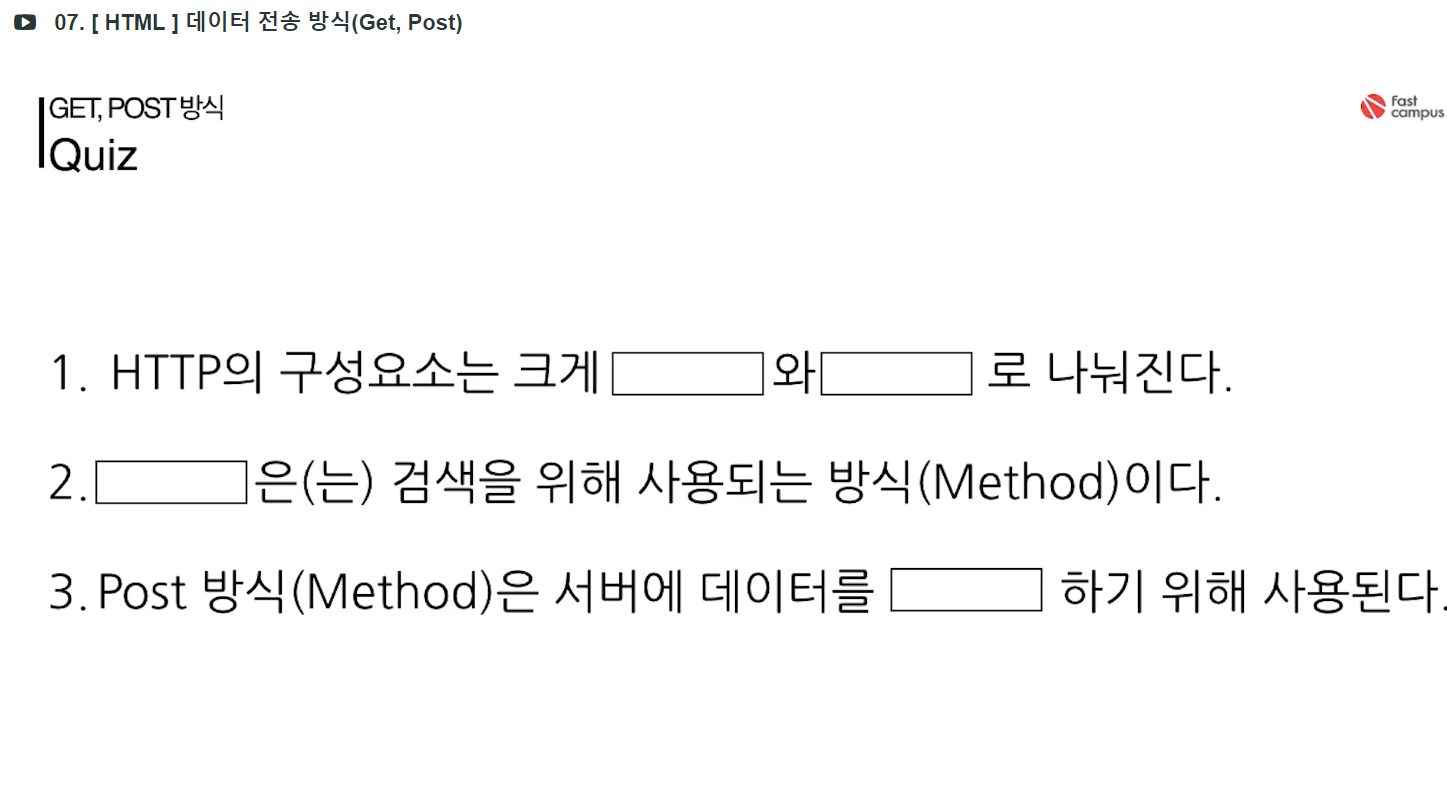 07. [ HTML ] 데이터 전송 방식(Get, Post)
GET, POST 방식
Fast campus
Quiz
1. HTTP의 구성요소는 크게 와 로 나눠진다.
2. 은(는) 검색을 위해 사용되는 방식(Method)이다.
3. Post 방식(Method)은 서버에 데이터를 하기 위해 사용된다.